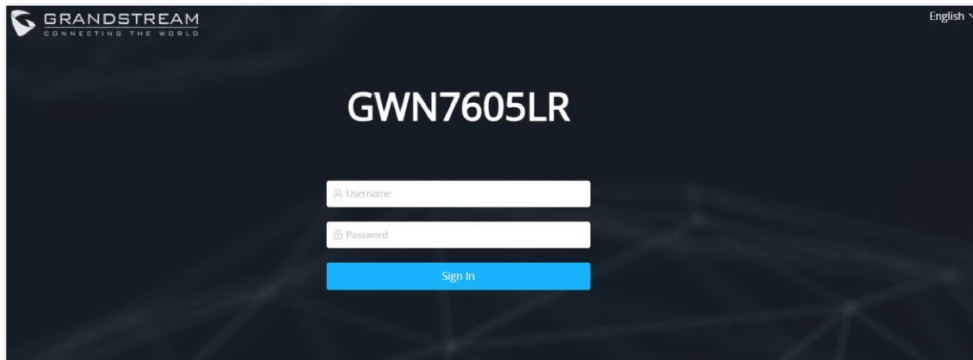 GRANDSTREAM
CONNECTING THE WORLD
English
GWN7605LR
Username
Password
Sign In